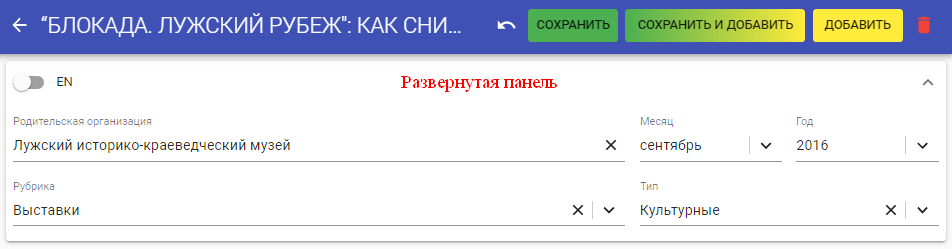 “БЛОКАДА. ЛУЖСКИЙ РУБЕЖ": КАК СНИ...
СОХРАНИТЬ
СОХРАНИТЬ И ДОБАВИТЬ
ДОБАВИТЬ
EN
Развернутая панель
Родительская организация
Лужский историко-краеведческий музей
Месяц
сентябрь
Год
2016
Рубрика
Выставки
Тип
Культурные